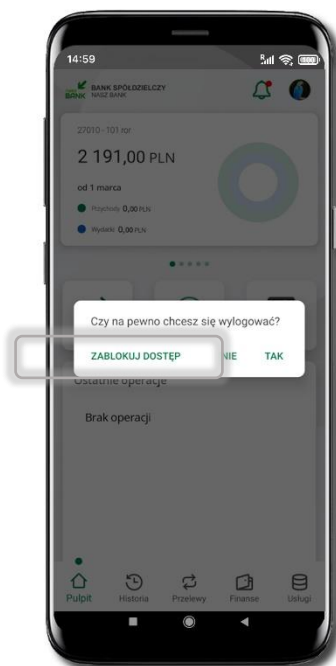 14:59
BANK SPÓŁDZIELCZY
NASZ BANK
27010-101 ror
2 191,00 PLN
od 1 marca
Przychody 0,00 PLN
Wydatki 0,00 PLN
Czy na pewno chcesz się wylogować?
ZABLOKUJ DOSTĘP NIE TAK
Ostatnie operacje
Brak operacji
Pulpit Historia Przelewy Finanse Usługi